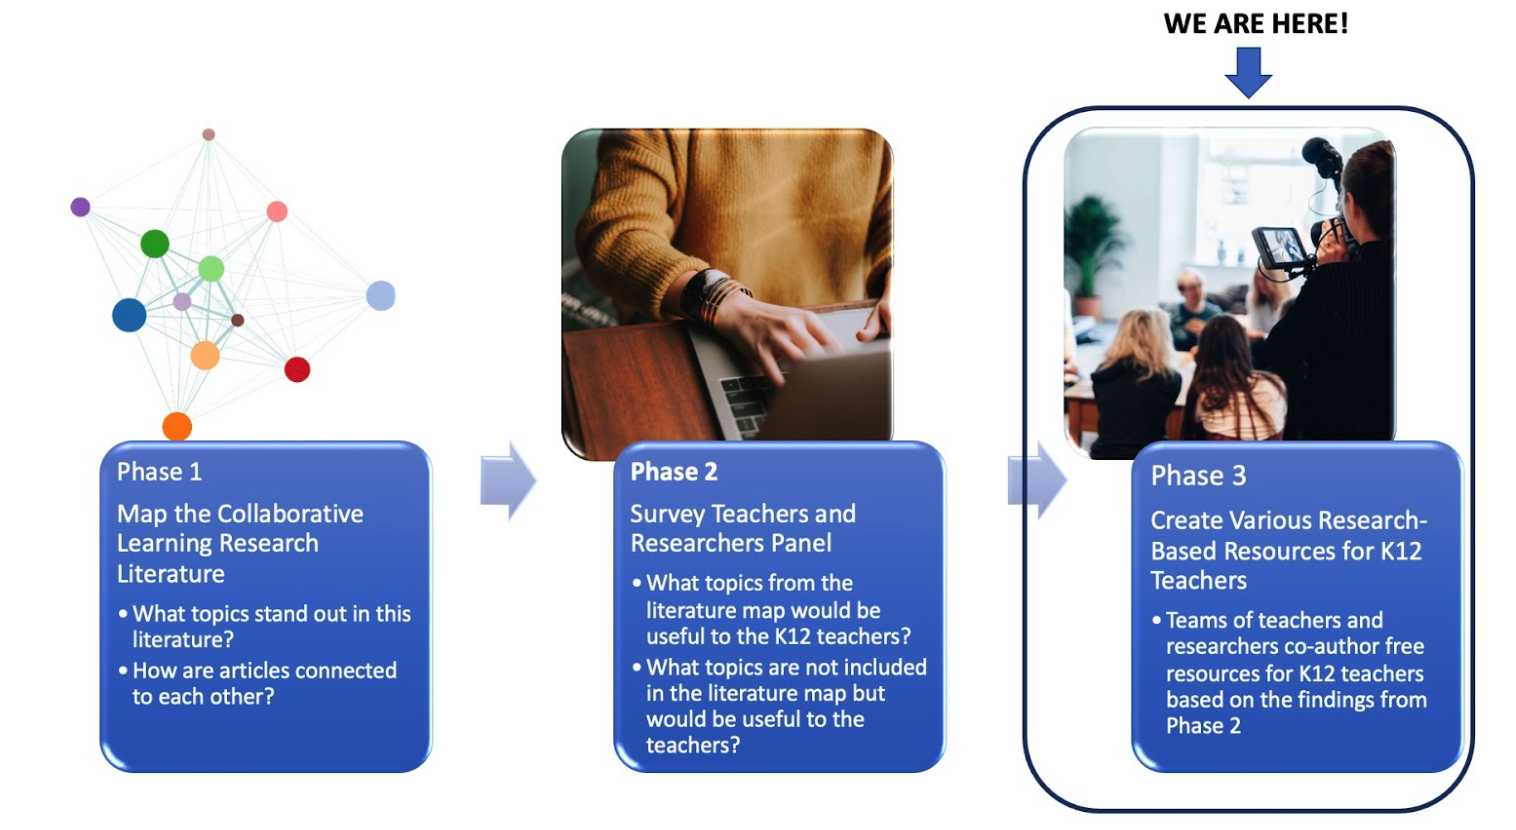 WE ARE HERE!
Phase 1
Map the Collaborative
Learning Research
Literature
• What topics stand out in this
literature?
• How are articles connected
to each other?
Phase 2
Survey Teachers and
Researchers Panel
• What topics from the
literature map would be
useful to the K12 teachers?
• What topics are not included
in the literature map but
would be useful to the
teachers?
Phase 3
Create Various Research-
Based Resources for K12
Teachers
• Teams of teachers and
researchers co-author free
resources for K12 teachers
based on the findings from
Phase 2